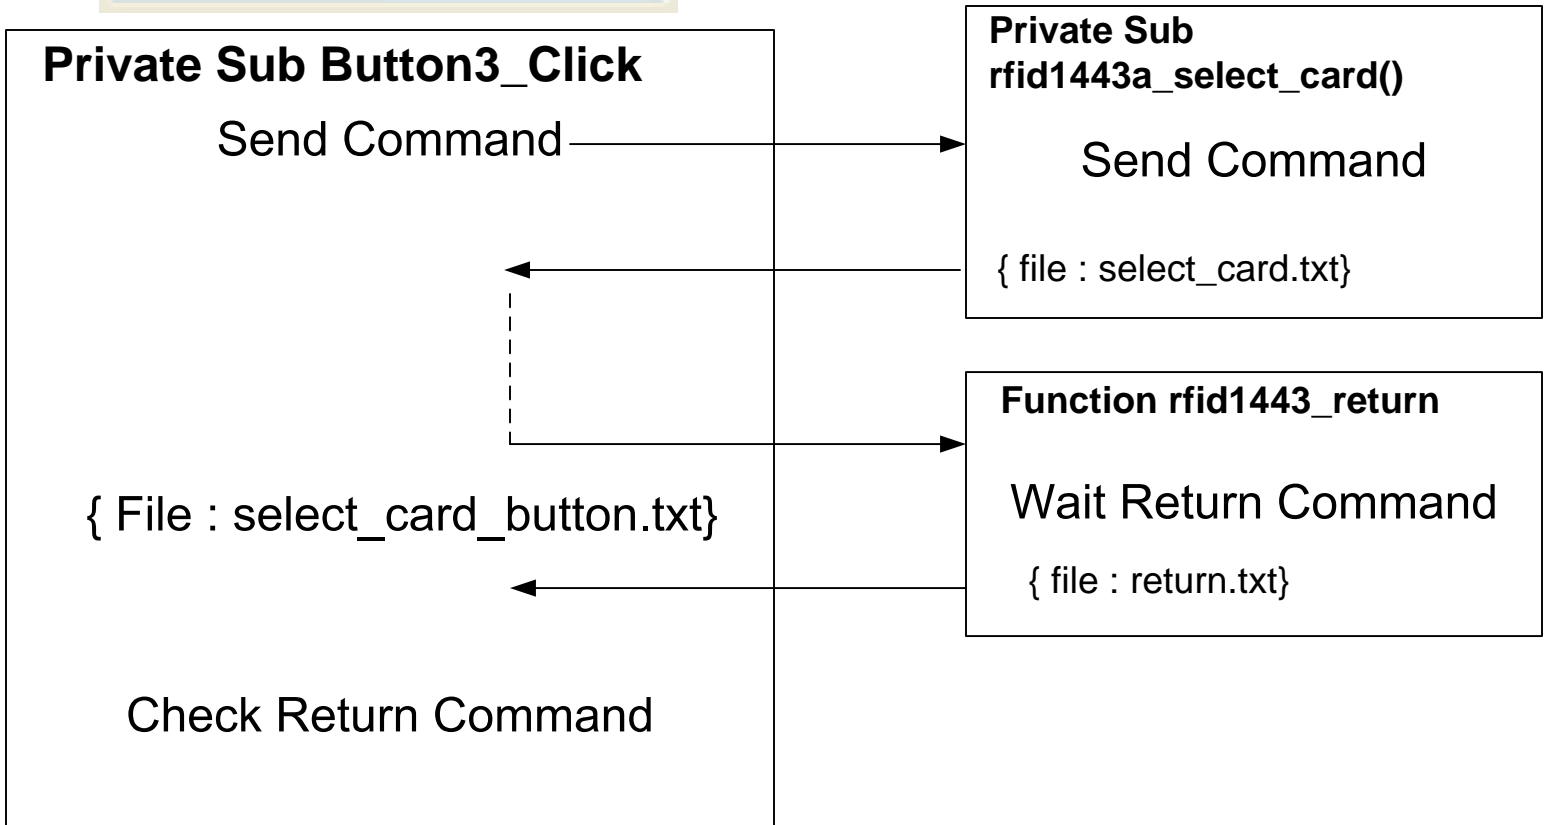 Private Sub Button3_Click
Send Command
{ File : select_card_button.txt}
Check Return Command
Private Sub
rfid1443a_select_card()
Send Command
{ file : select_card.txt}
Function rfid1443_return
Wait Return Command
{ file : return.txt}